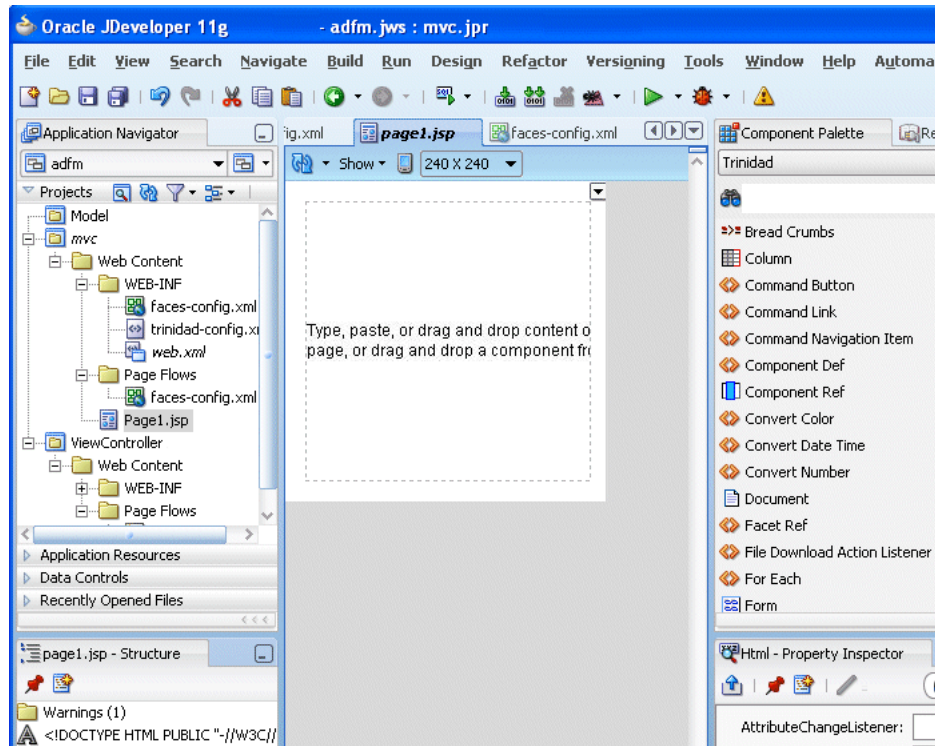 Oracle JDeveloper 11g - adfm.jws : mvc.jpr
File Edit View Search Navigate Build Run Design Refactor Versioning Tools Window Help Automa
Application Navigator
adfm
Projects
Model
mvc
Web Content
WEB-INF
faces-config.xml
trinidad-config.x
web.xml
Page Flows
faces-config.xml
Page1.jsp
ViewController
Web Content
WEB-INF
Page Flows
Application Resources
Data Controls
Recently Opened Files
page1.jsp - Structure
Warnings (1)
<!DOCTYPE HTML PUBLIC "-//W3C//
ig.xml page1.jsp faces-config.xml
Show 240 X 240
Type, paste, or drag and drop content o
page, or drag and drop a component fr
Component Palette Re
Trinidad
Bread Crumbs
Column
Command Button
Command Link
Command Navigation Item
Component Def
Component Ref
Convert Color
Convert Date Time
Convert Number
Document
Facet Ref
File Download Action Listener
For Each
Form
Html - Property Inspector
AttributeChangeListener: